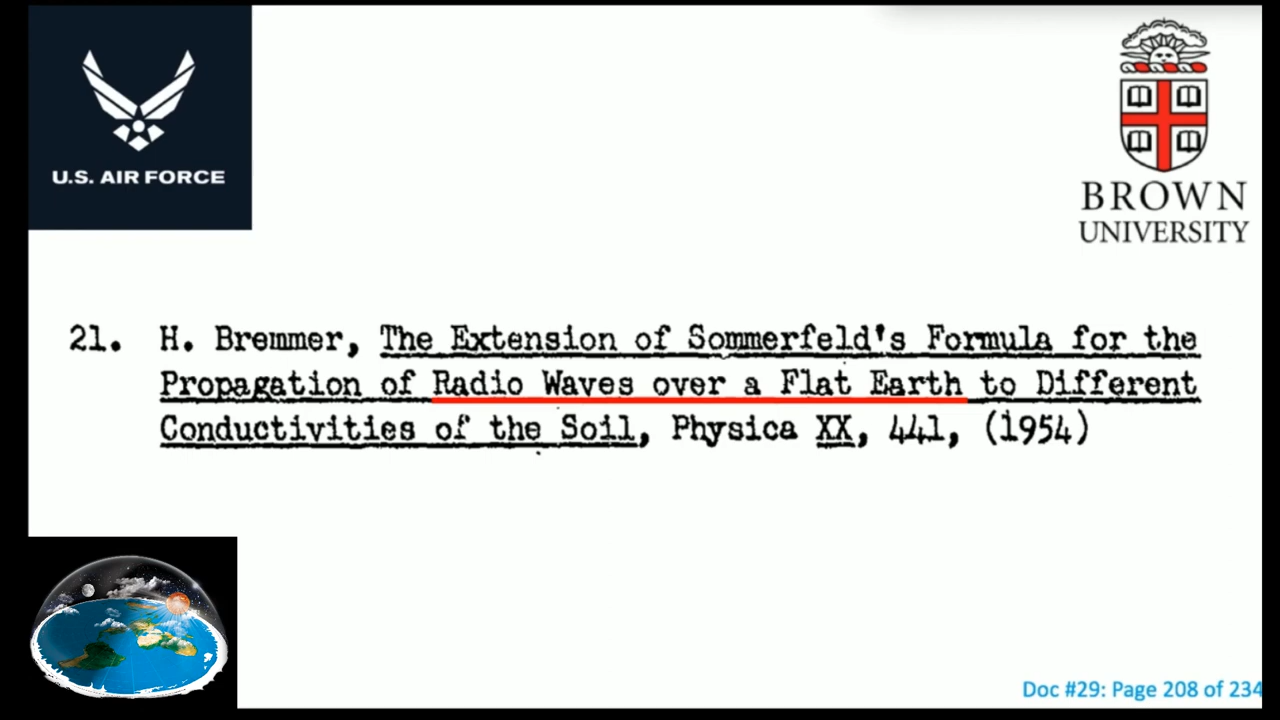 U.S. AIR FORCE
BROWN
UNIVERSITY
21. H. Bremmer, The Extension of Sommerfeld's Formula for the
Propagation of Radio Waves over a Flat Earth to Different
Conductivities of the Soil, Physica XX, 441, (1954)
Doc #29: Page 208 of 234